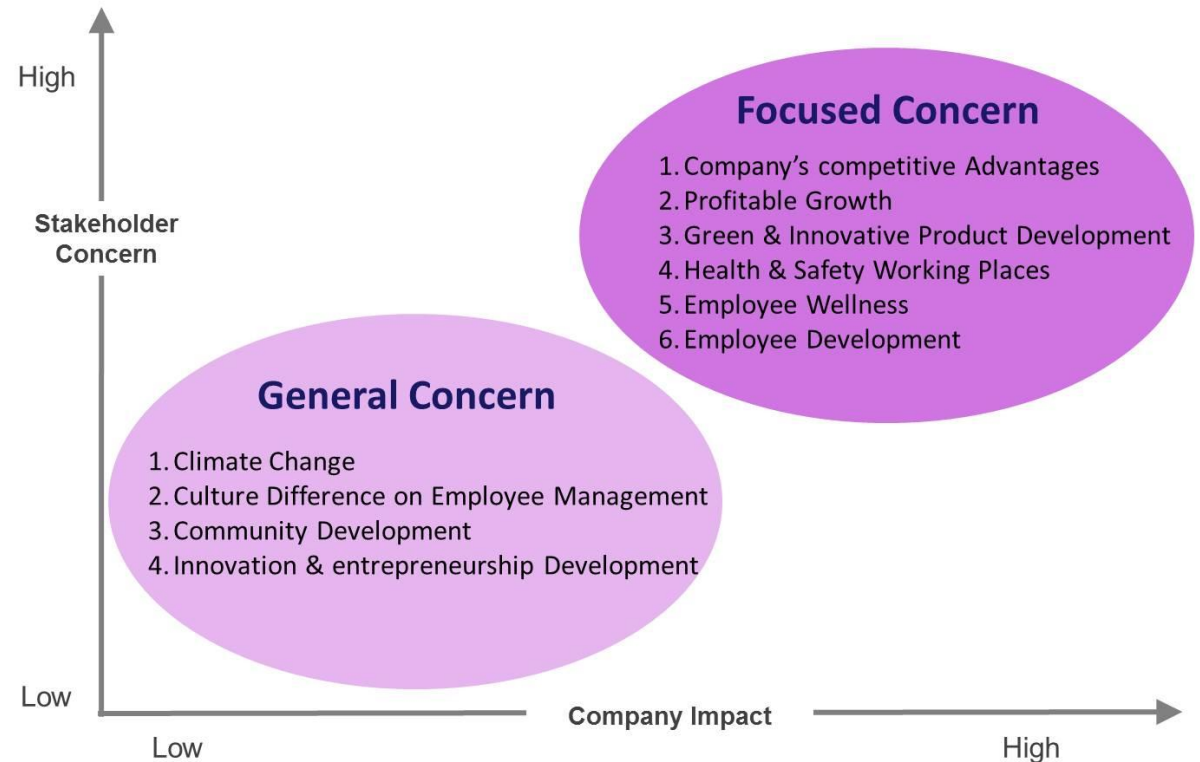 High
Focused Concern
1. Company's competitive Advantages
2. Profitable Growth
3. Green & Innovative Product Development
4. Health & Safety Working Places
5. Employee Wellness
6. Employee Development
Stakeholder
Concern
General Concern
1. Climate Change
2. Culture Difference on Employee Management
3. Community Development
4. Innovation & entrepreneurship Development
Low
Company Impact
Low
High